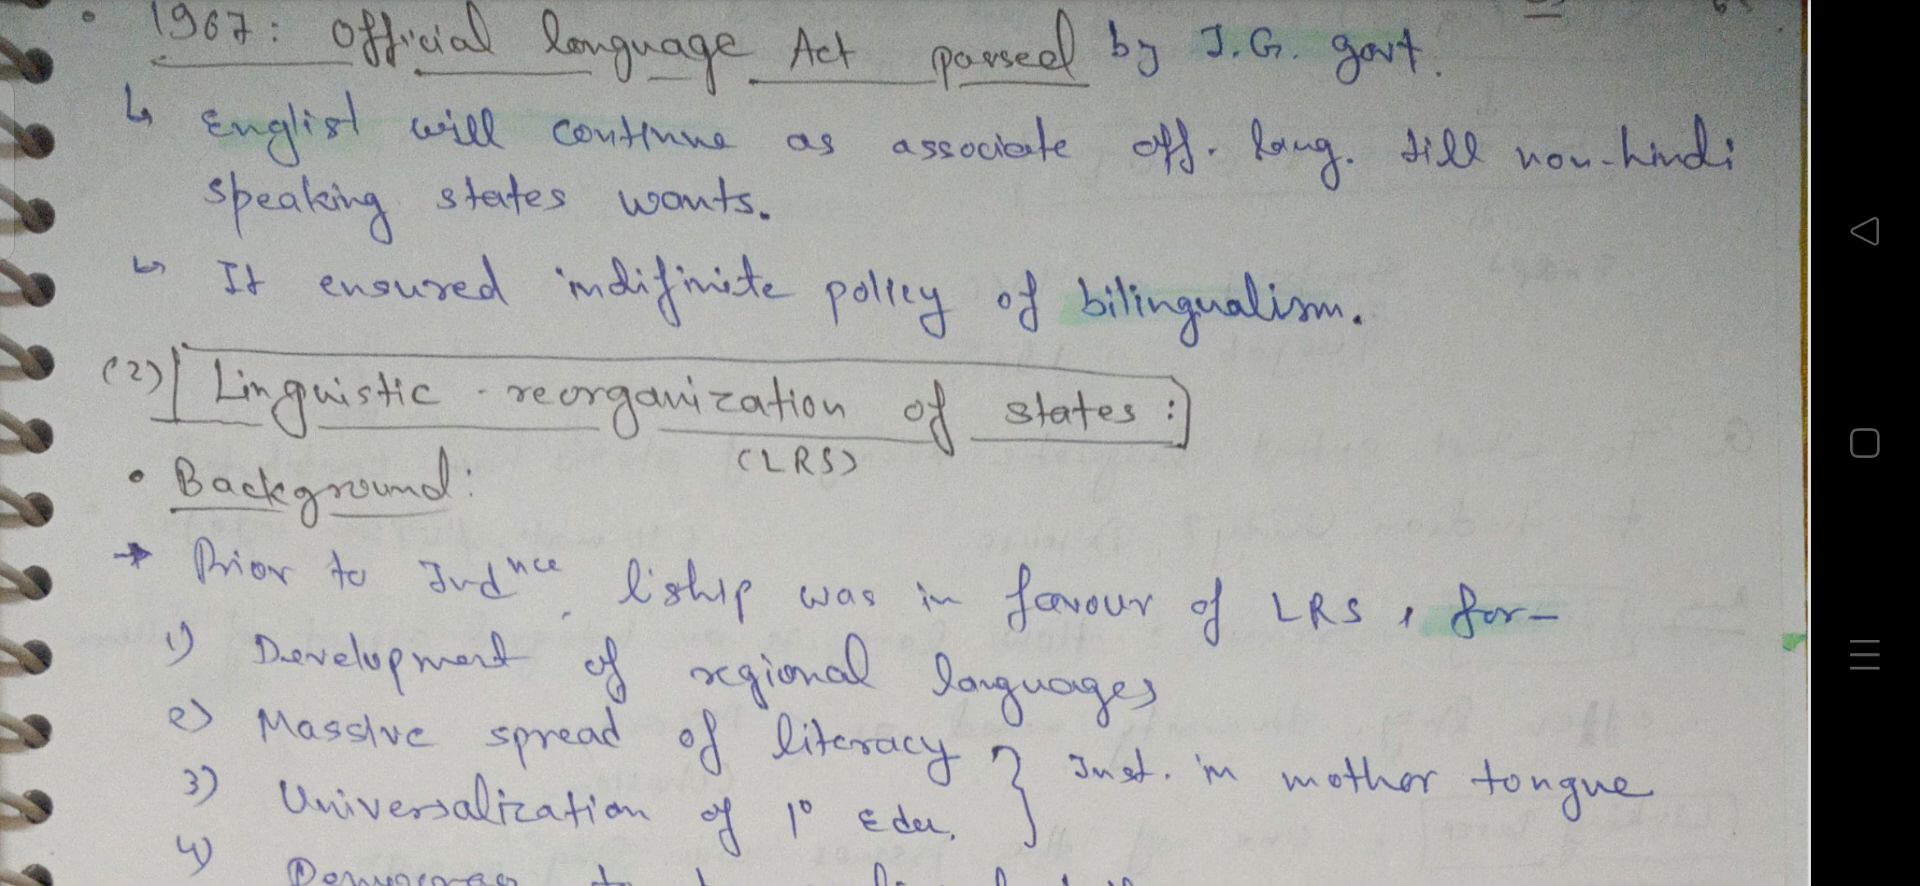 • 1967: Official language Act passed by I.G. govt.
↳ English will continue as associate off. lang. till non-hindi
speaking states wants.
↳ It ensured indifinite policy of bilingualism.
(2) Linguistic reorganization of states:
(LRS)
• Background:
→ Prior to Indnce, l'ship was in favour of LRS, for-
1) Development of regional languages
2) Massive spread of literacy
3) Universalization of 1° Edu. } Inst. in mother tongue
4)